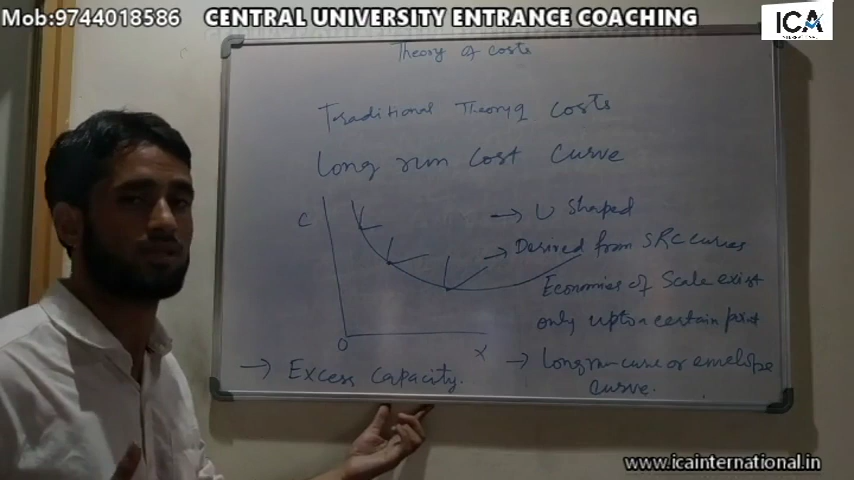 Mob:9744018586 CENTRAL UNIVERSITY ENTRANCE COACHING
ICA
INTERNATIONAL
Theory of costs
Traditional Theory of costs
Long run cost curve
C
→ U shaped
→ Desired from SRC curves
Economies of Scale exist
only upto a certain point
O
X
→ Excess capacity.
→ Long run curve or envelope
curve.
www.icainternational.in